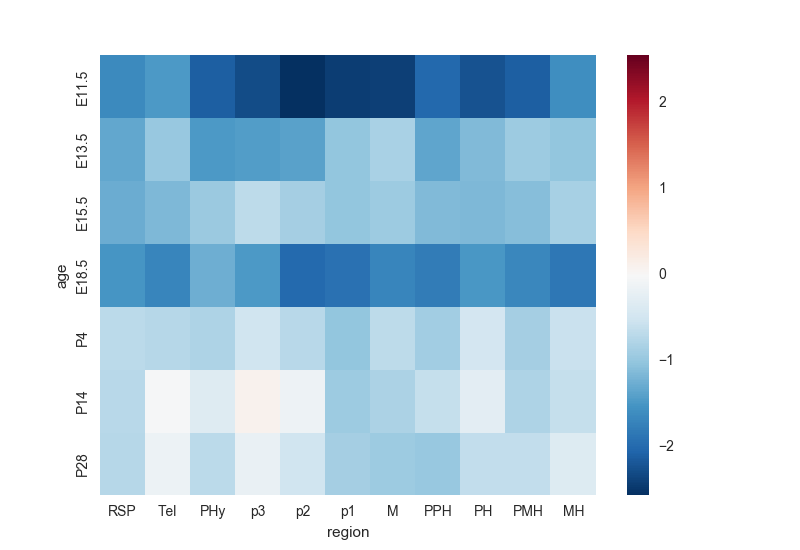 E11.5
E13.5
E15.5
E18.5
P4
P14
P28
age
RSP Tel PHy p3 p2 p1 M PPH PH PMH MH
region
2
1
0
−1
−2